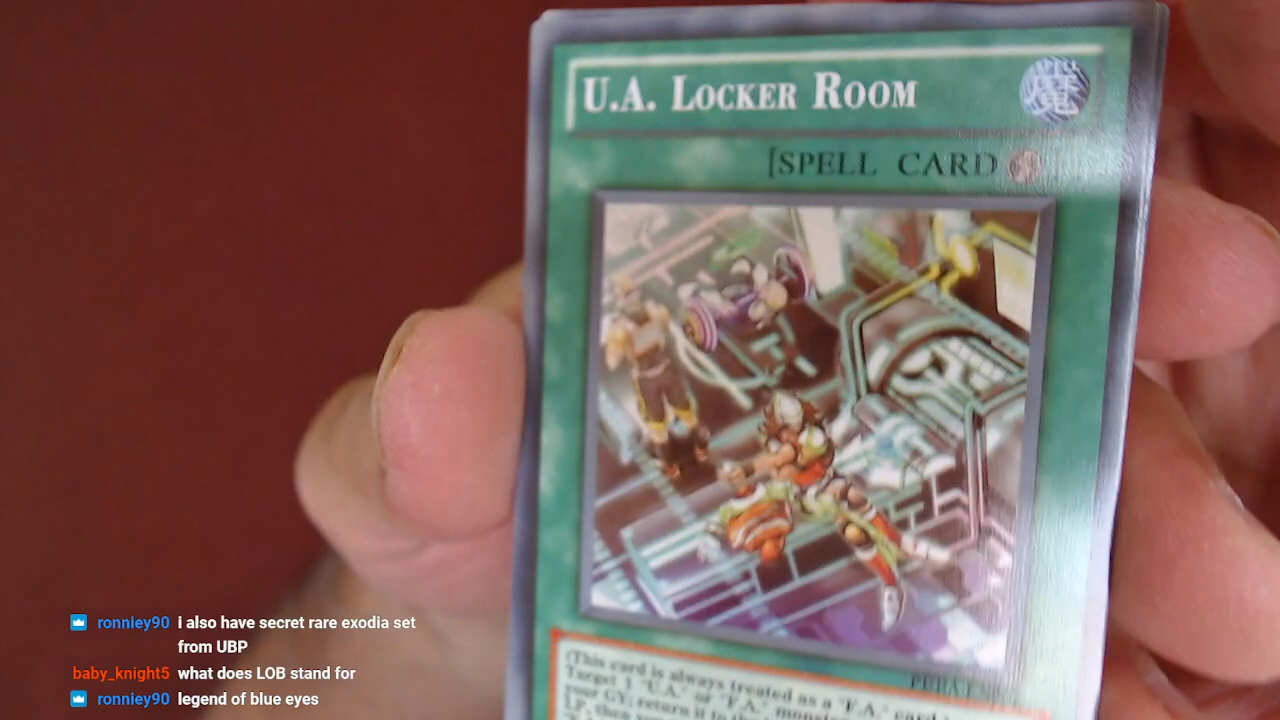 U.A. LOCKER ROOM
魔
[SPELL CARD
(This card is always treated as a "F.A." card
Target 1 "U.A." or "F.A." monster
your GY; return it to the
LP, then
ronniey90 i also have secret rare exodia set
from UBP
baby_knight5 what does LOB stand for
ronniey90 legend of blue eyes